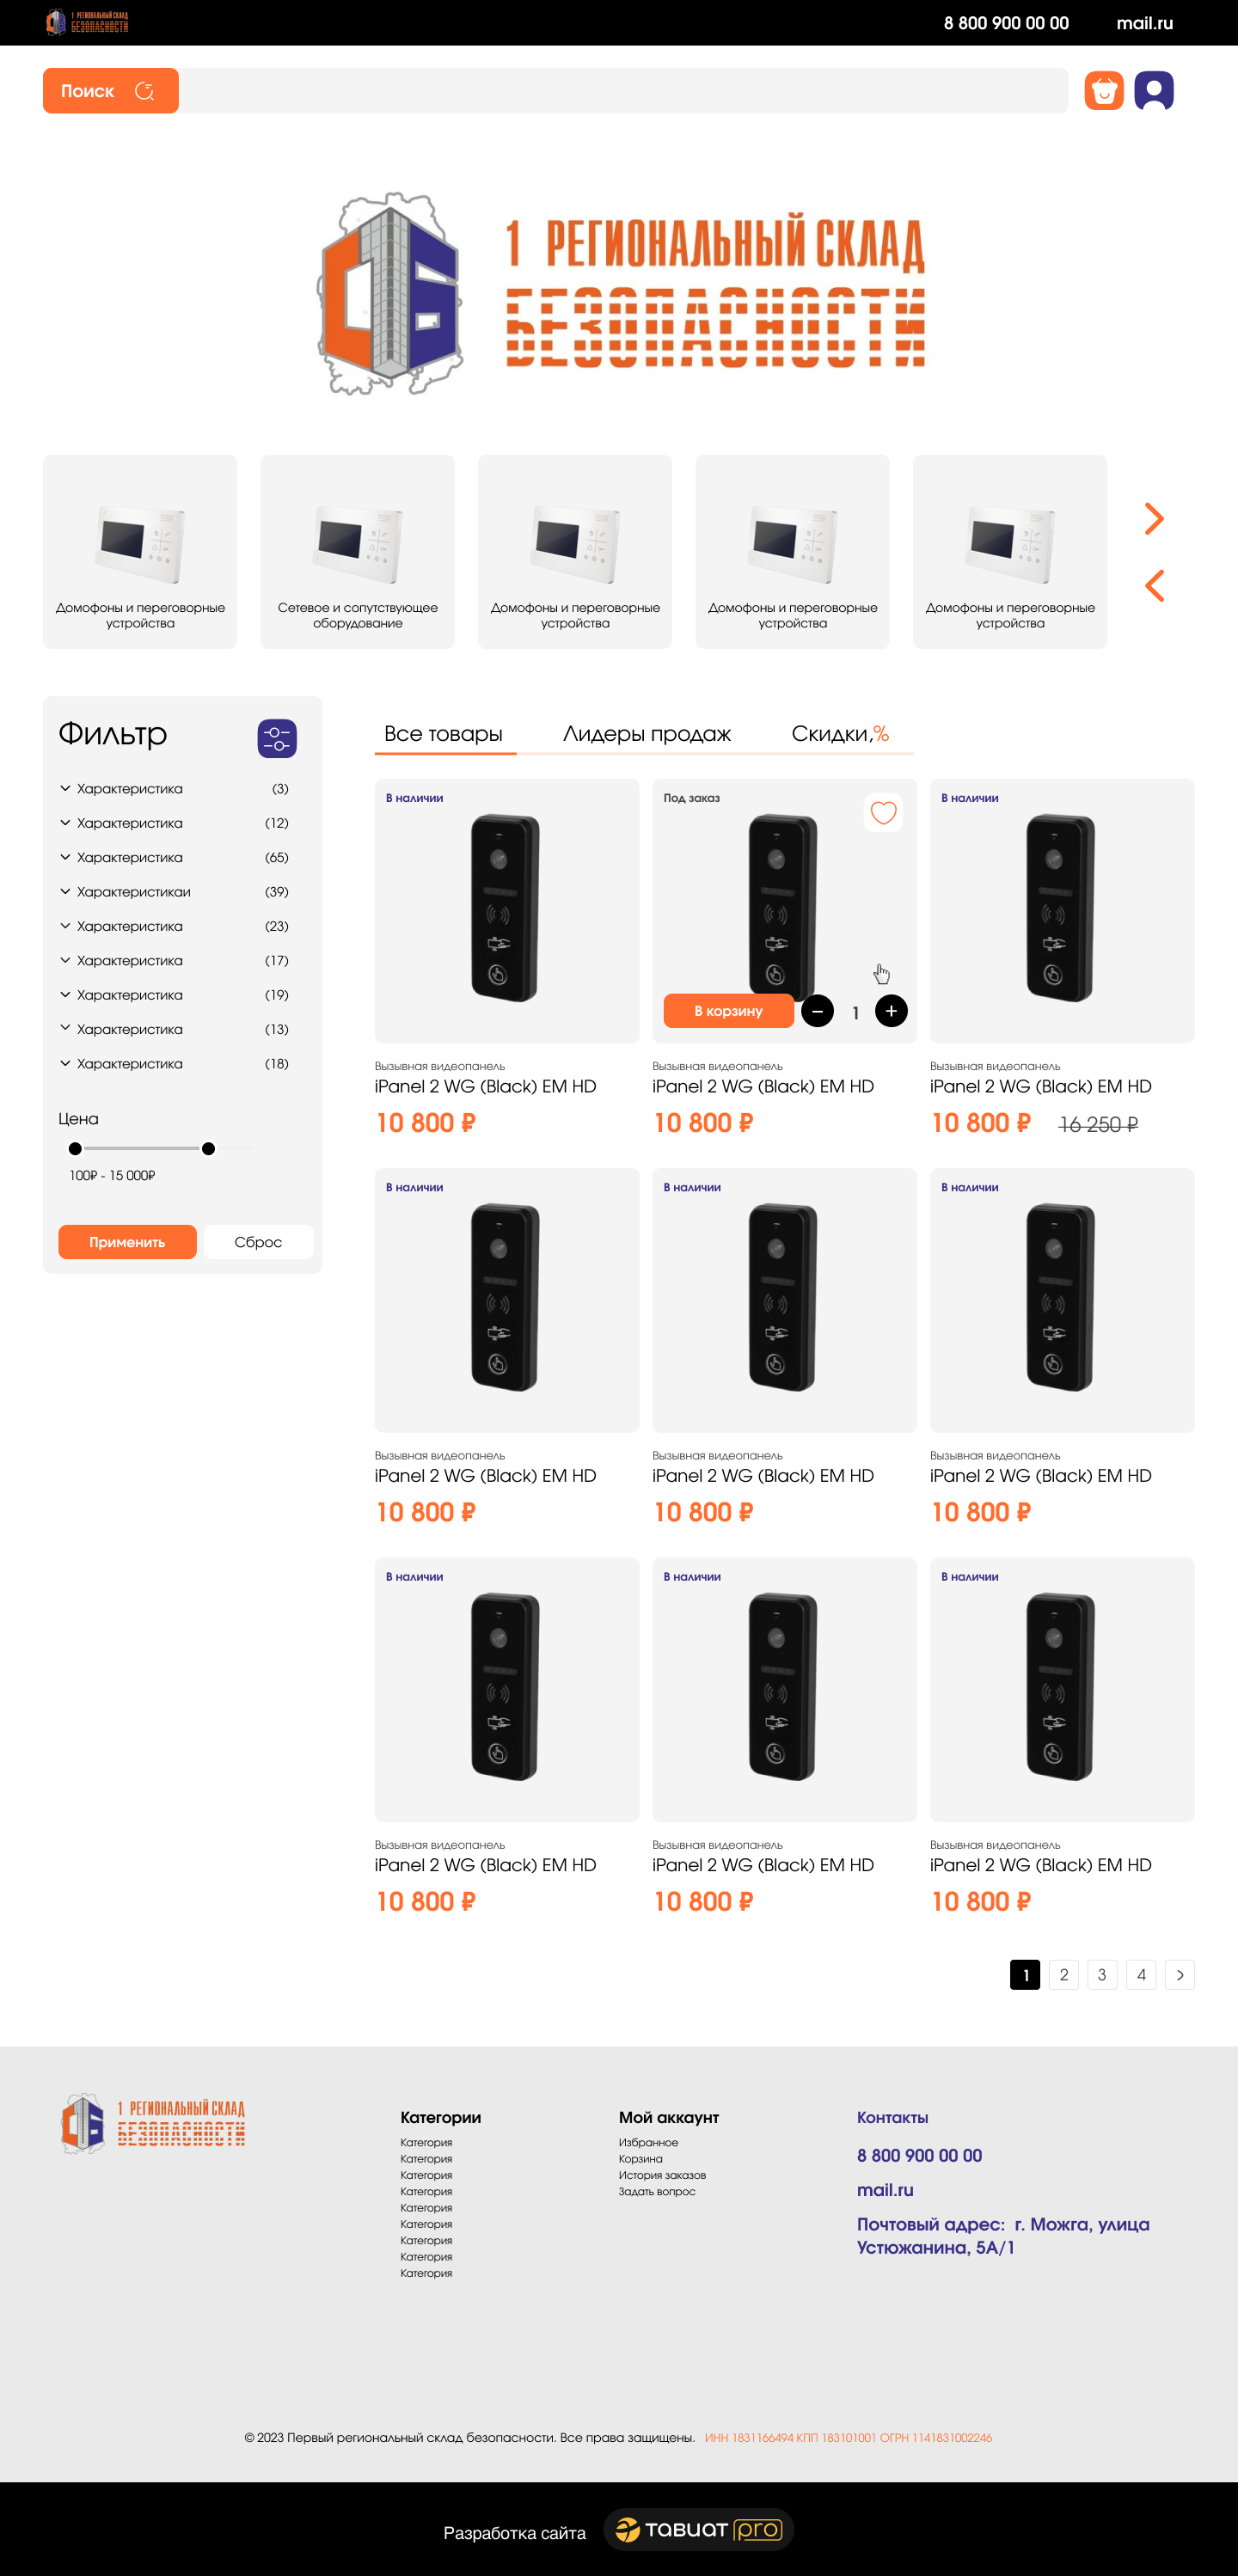 1 РЕГИОНАЛЬНЫЙ СКЛАД
БЕЗОПАСНОСТИ
8 800 900 00 00
mail.ru
Поиск
1 РЕГИОНАЛЬНЫЙ СКЛАД
БЕЗОПАСНОСТИ
Домофоны и переговорные
устройства
Сетевое и сопутствующее
оборудование
Домофоны и переговорные
устройства
Домофоны и переговорные
устройства
Домофоны и переговорные
устройства
Фильтр
Характеристика (3)
Характеристика (12)
Характеристика (65)
Характеристикаи (39)
Характеристика (23)
Характеристика (17)
Характеристика (19)
Характеристика (13)
Характеристика (18)
Цена
100₽ - 15 000₽
Применить
Сброс
Все товары
Лидеры продаж
Скидки,%
В наличии
Вызывная видеопанель
iPanel 2 WG (Black) EM HD
10 800 ₽
Под заказ
В корзину
– 1 +
Вызывная видеопанель
iPanel 2 WG (Black) EM HD
10 800 ₽
В наличии
Вызывная видеопанель
iPanel 2 WG (Black) EM HD
10 800 ₽ 16 250 ₽
В наличии
Вызывная видеопанель
iPanel 2 WG (Black) EM HD
10 800 ₽
В наличии
Вызывная видеопанель
iPanel 2 WG (Black) EM HD
10 800 ₽
В наличии
Вызывная видеопанель
iPanel 2 WG (Black) EM HD
10 800 ₽
В наличии
Вызывная видеопанель
iPanel 2 WG (Black) EM HD
10 800 ₽
В наличии
Вызывная видеопанель
iPanel 2 WG (Black) EM HD
10 800 ₽
В наличии
Вызывная видеопанель
iPanel 2 WG (Black) EM HD
10 800 ₽
1 2 3 4
1 РЕГИОНАЛЬНЫЙ СКЛАД
БЕЗОПАСНОСТИ
Категории
Категория
Категория
Категория
Категория
Категория
Категория
Категория
Категория
Категория
Мой аккаунт
Избранное
Корзина
История заказов
Задать вопрос
Контакты
8 800 900 00 00
mail.ru
Почтовый адрес: г. Можга, улица
Устюжанина, 5А/1
© 2023 Первый региональный склад безопасности. Все права защищены. ИНН 1831166494 КПП 183101001 ОГРН 1141831002246
Разработка сайта
тавиат pro